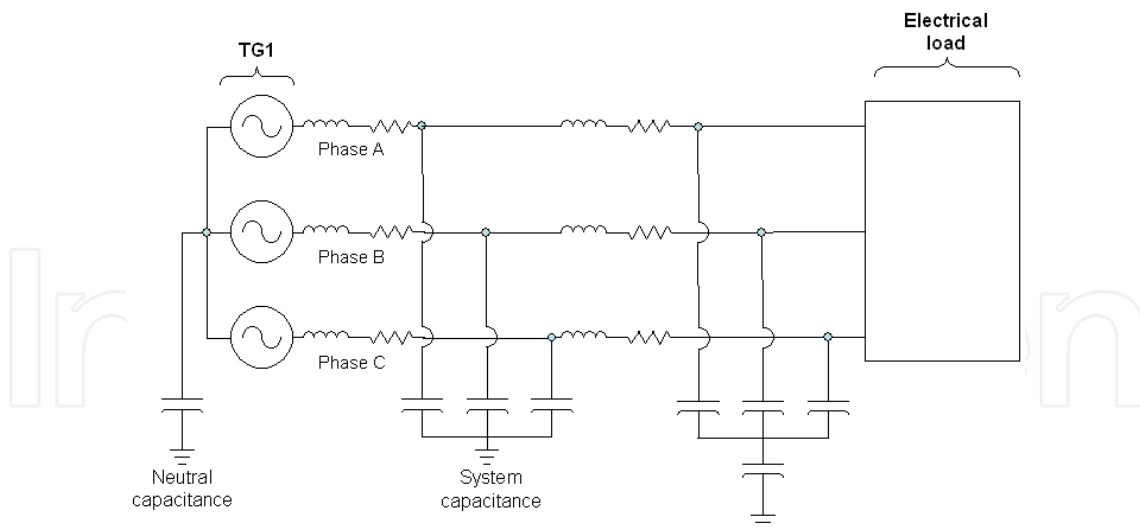 Electrical
load
TG1
Phase A
Phase B
Phase C
Neutral
capacitance
System
capacitance